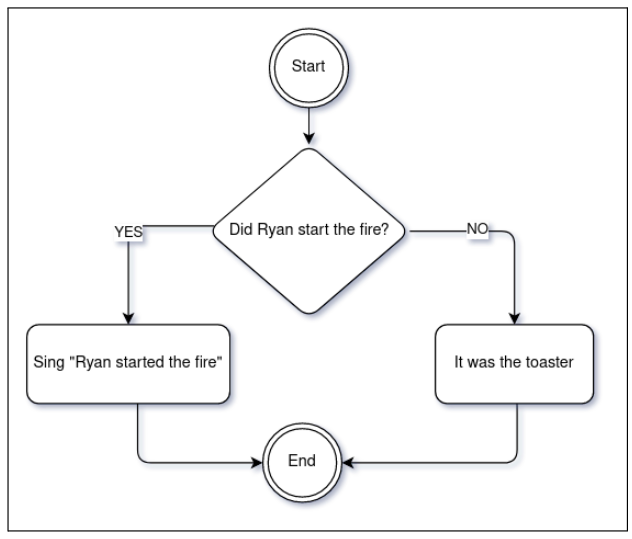 Start
Did Ryan start the fire?
YES
NO
Sing "Ryan started the fire"
It was the toaster
End